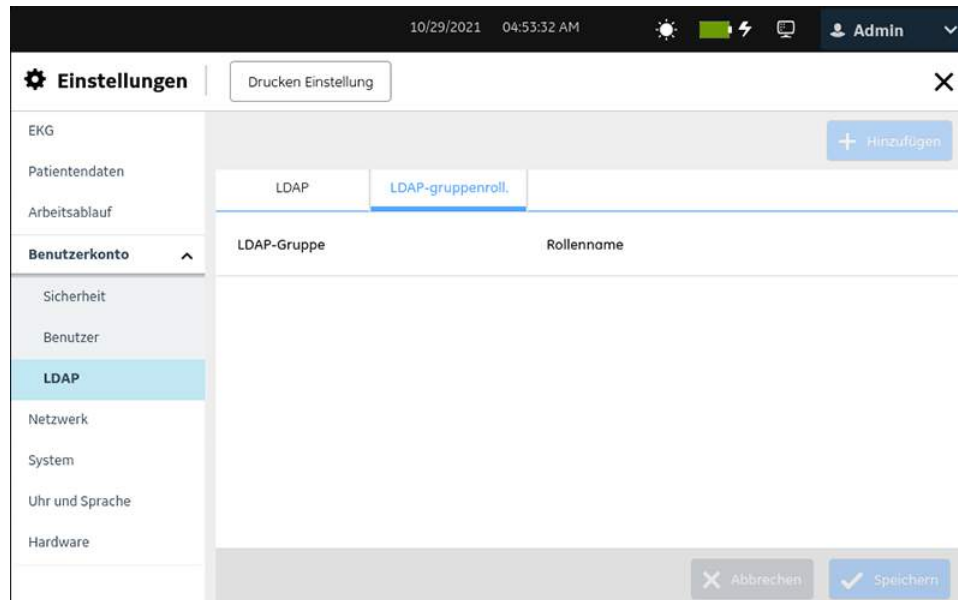 10/29/2021 04:53:32 AM Admin
Einstellungen Drucken Einstellung
EKG
Hinzufügen
Patientendaten
LDAP LDAP-gruppenroll.
Arbeitsablauf
LDAP-Gruppe Rollenname
Benutzerkonto
Sicherheit
Benutzer
LDAP
Netzwerk
System
Uhr und Sprache
Hardware
Abbrechen Speichern